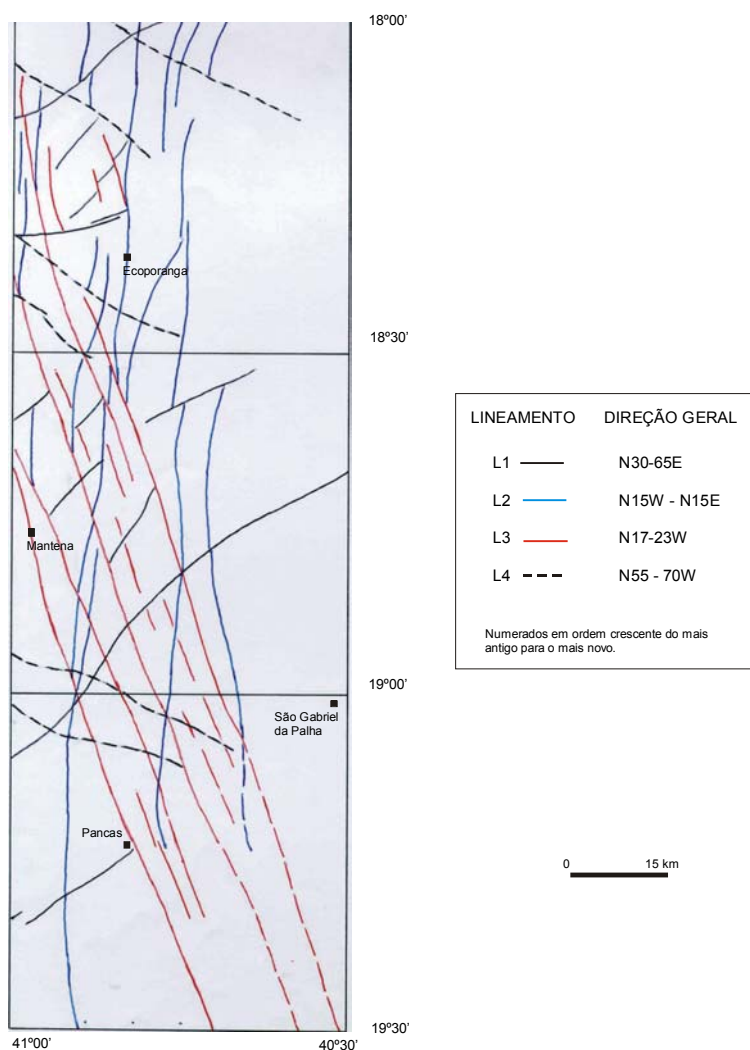 18º00'
Ecoporanga
18º30'
LINEAMENTO DIREÇÃO GERAL
L1 N30-65E
L2 N15W - N15E
L3 N17-23W
L4 N55 - 70W
Numerados em ordem crescente do mais
antigo para o mais novo.
Mantena
19º00'
São Gabriel
da Palha
Pancas
0 15 km
19º30'
41º00' 40º30'